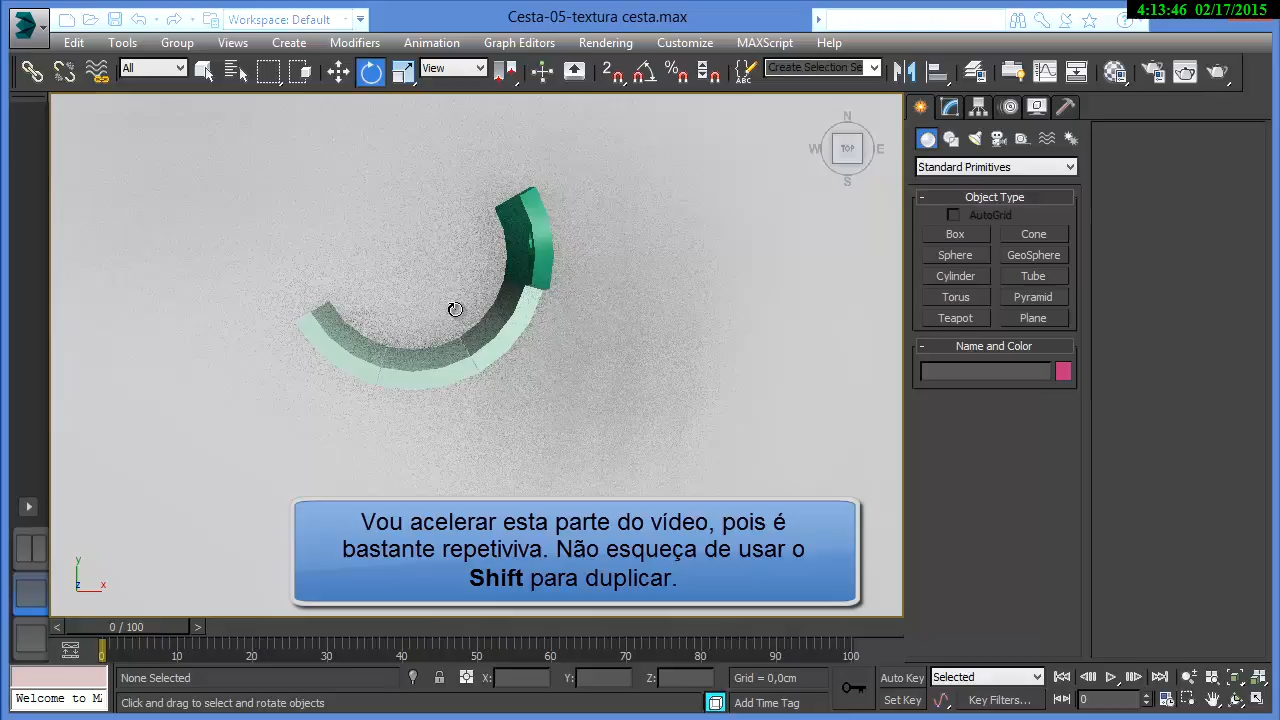 4:13:46 02/17/2015
Workspace: Default
Cesta-05-textura cesta.max
Edit Tools Group Views Create Modifiers Animation Graph Editors Rendering Customize MAXScript Help
All View Create Selection Se
N
W TOP E
S
Standard Primitives
Object Type
AutoGrid
Box Cone
Sphere GeoSphere
Cylinder Tube
Torus Pyramid
Teapot Plane
Name and Color
Vou acelerar esta parte do vídeo, pois é
bastante repetiviva. Não esqueça de usar o
Shift para duplicar.
y
z x
0 / 100
0 10 20 30 40 50 60 70 80 90 100
None Selected X: Y: Z: Grid = 0,0cm Auto Key Selected
Welcome to M Click and drag to select and rotate objects Add Time Tag Set Key Key Filters... 0